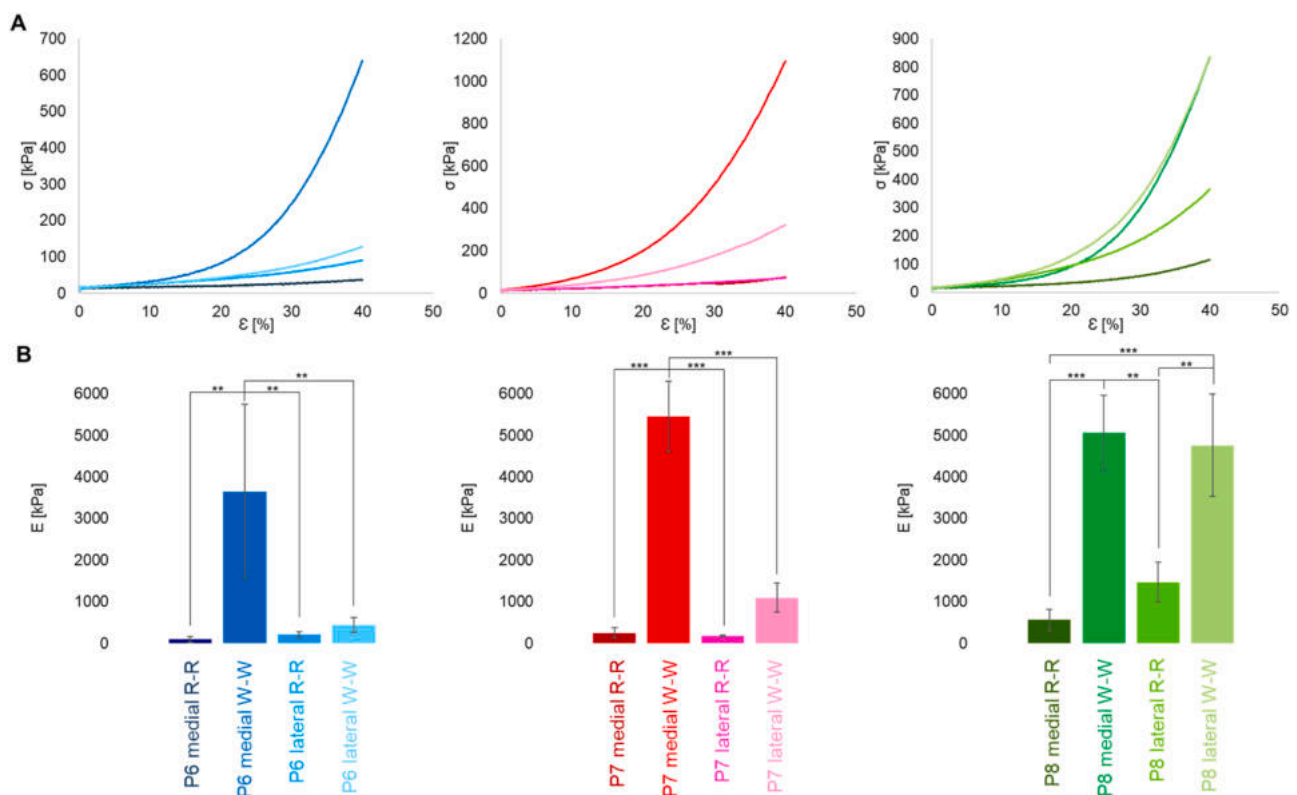 A
700
600
500
400
300
200
100
0
σ [kPa]
0 10 20 30 40 50
Ɛ [%]
1200
1000
800
600
400
200
0
σ [kPa]
0 10 20 30 40 50
Ɛ [%]
900
800
700
600
500
400
300
200
100
0
σ [kPa]
0 10 20 30 40 50
Ɛ [%]
B
** ** **
6000
5000
4000
3000
2000
1000
0
E [kPa]
P6 medial R-R
P6 medial W-W
P6 lateral R-R
P6 lateral W-W
*** *** ***
6000
5000
4000
3000
2000
1000
0
E [kPa]
P7 medial R-R
P7 medial W-W
P7 lateral R-R
P7 lateral W-W
***
*** ** **
6000
5000
4000
3000
2000
1000
0
E [kPa]
P8 medial R-R
P8 medial W-W
P8 lateral R-R
P8 lateral W-W